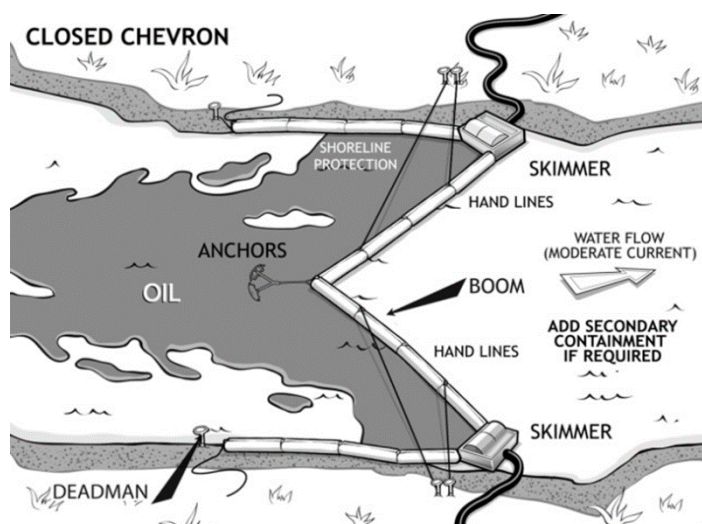 CLOSED CHEVRON
SHORELINE
PROTECTION
SKIMMER
HAND LINES
WATER FLOW
(MODERATE CURRENT)
ANCHORS
OIL
BOOM
ADD SECONDARY
CONTAINMENT
IF REQUIRED
HAND LINES
SKIMMER
DEADMAN